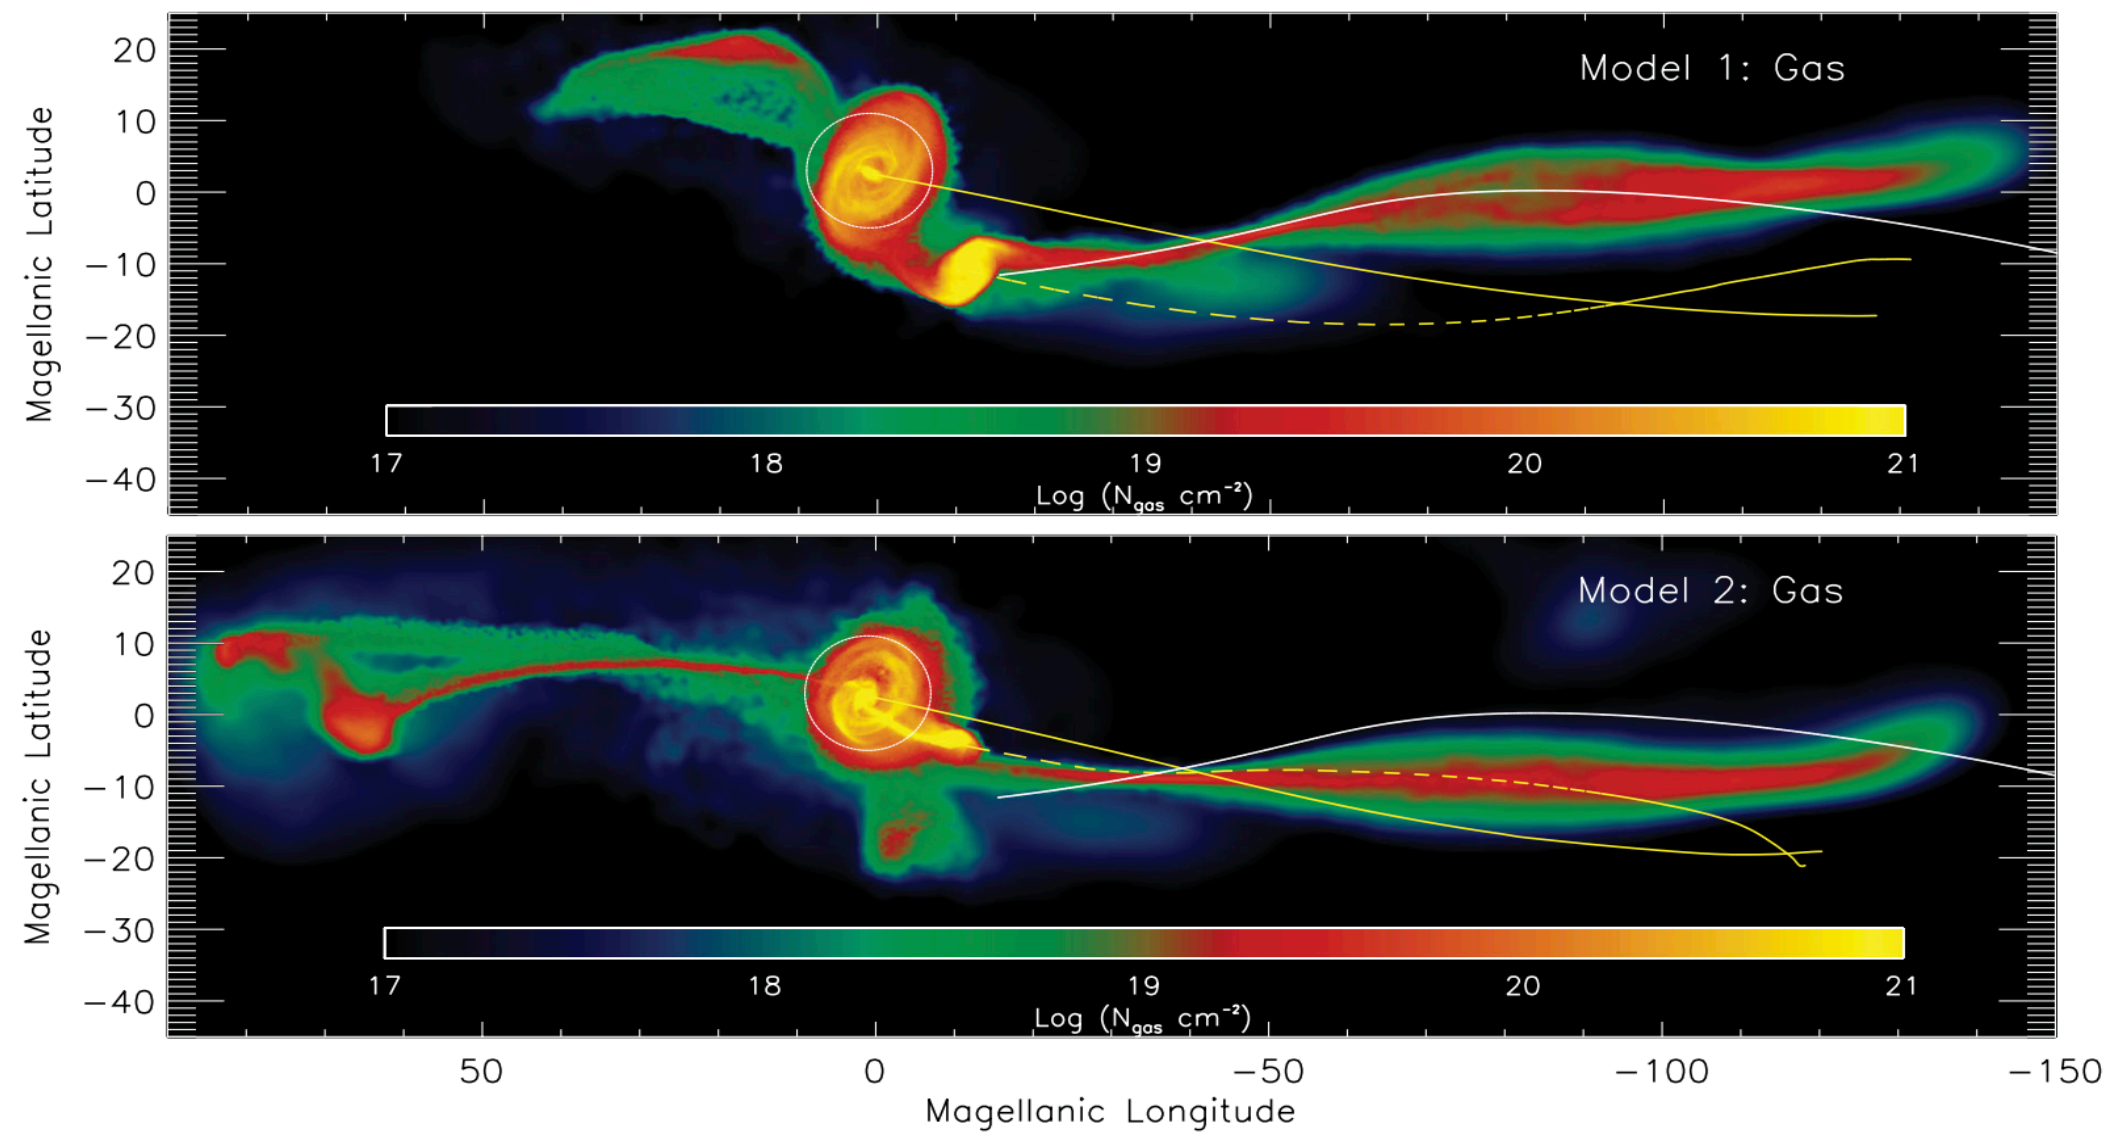 Model 1: Gas
20
10
0
−10
−20
−30
−40
Magellanic Latitude
17 18 19 20 21
Log (Ngas cm−2)
Model 2: Gas
20
10
0
−10
−20
−30
−40
Magellanic Latitude
17 18 19 20 21
Log (Ngas cm−2)
50 0 −50 −100 −150
Magellanic Longitude